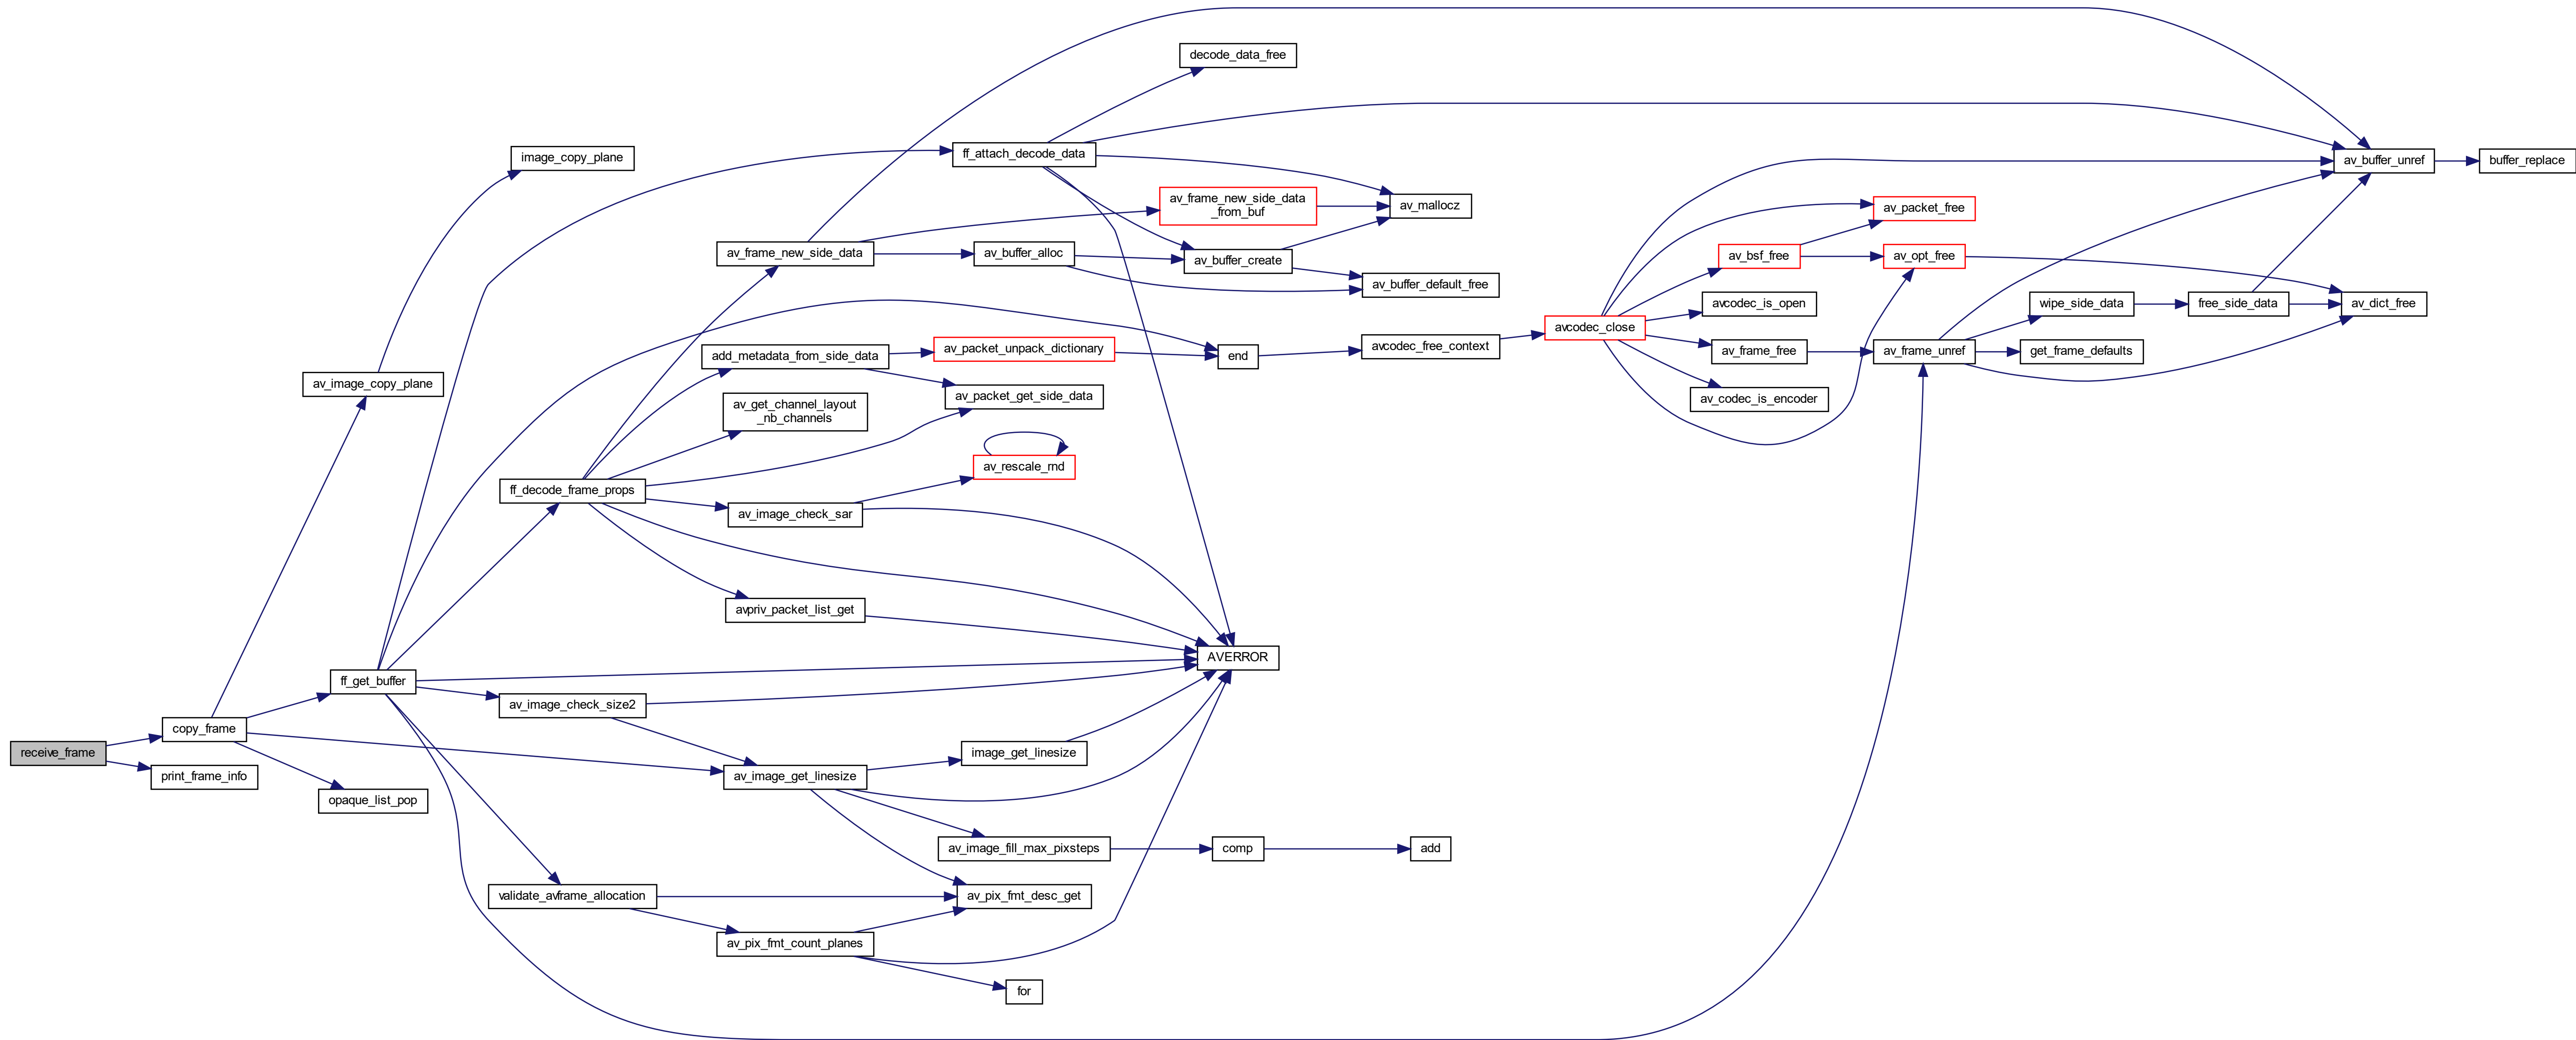 receive_frame
copy_frame
print_frame_info
av_image_copy_plane
ff_get_buffer
opaque_list_pop
image_copy_plane
ff_decode_frame_props
av_image_check_size2
validate_avframe_allocation
av_frame_new_side_data
add_metadata_from_side_data
av_get_channel_layout
_nb_channels
av_image_check_sar
avpriv_packet_list_get
av_image_get_linesize
av_pix_fmt_count_planes
ff_attach_decode_data
av_buffer_alloc
av_packet_unpack_dictionary
av_packet_get_side_data
av_rescale_rnd
image_get_linesize
av_image_fill_max_pixsteps
av_pix_fmt_desc_get
for
decode_data_free
av_frame_new_side_data
_from_buf
av_buffer_create
end
AVERROR
comp
av_mallocz
av_buffer_default_free
avcodec_free_context
add
avcodec_close
av_bsf_free
avcodec_is_open
av_frame_free
av_codec_is_encoder
av_packet_free
av_opt_free
av_frame_unref
wipe_side_data
get_frame_defaults
free_side_data
av_buffer_unref
av_dict_free
buffer_replace